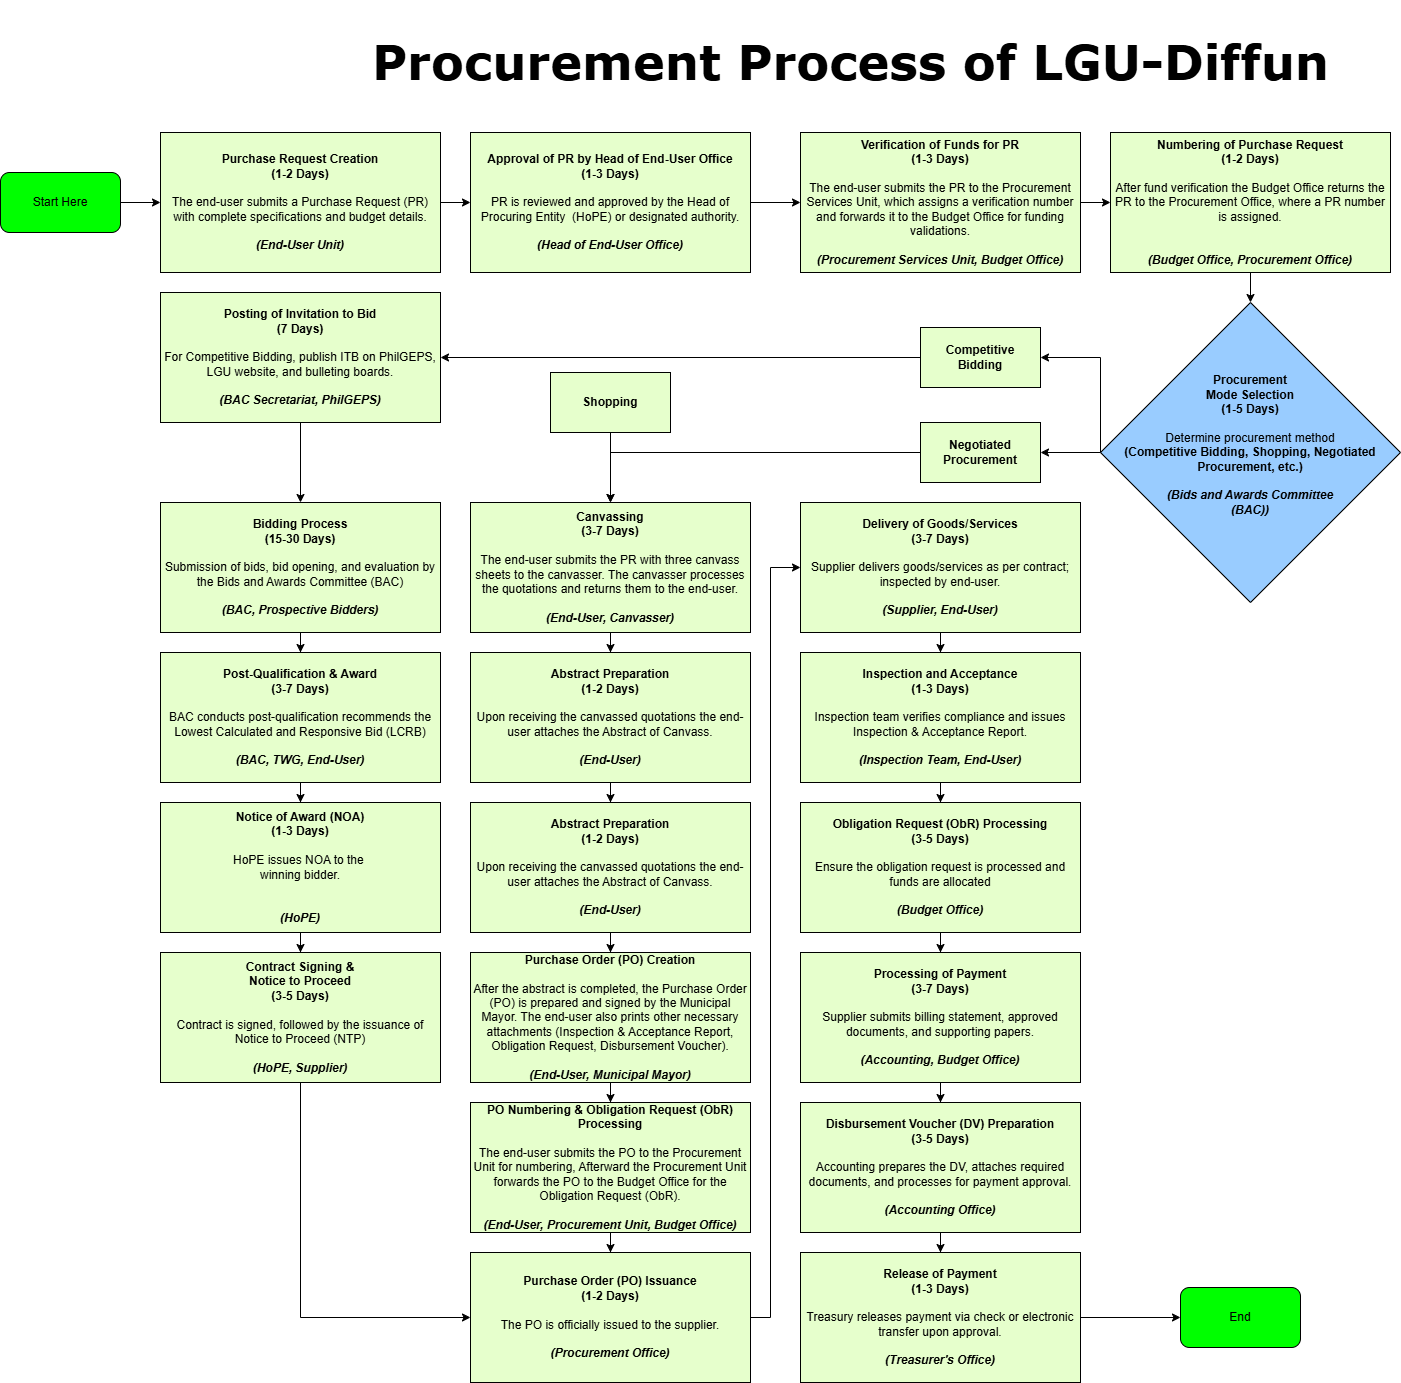 Procurement Process of LGU-Diffun
Start Here
Purchase Request Creation
(1-2 Days)
The end-user submits a Purchase Request (PR)
with complete specifications and budget details.
(End-User Unit)
Approval of PR by Head of End-User Office
(1-3 Days)
PR is reviewed and approved by the Head of
Procuring Entity (HoPE) or designated authority.
(Head of End-User Office)
Verification of Funds for PR
(1-3 Days)
The end-user submits the PR to the Procurement
Services Unit, which assigns a verification number
and forwards it to the Budget Office for funding
validations.
(Procurement Services Unit, Budget Office)
Numbering of Purchase Request
(1-2 Days)
After fund verification the Budget Office returns the
PR to the Procurement Office, where a PR number
is assigned.
(Budget Office, Procurement Office)
Procurement
Mode Selection
(1-5 Days)
Determine procurement method
(Competitive Bidding, Shopping, Negotiated
Procurement, etc.)
(Bids and Awards Committee
(BAC))
Competitive
Bidding
Negotiated
Procurement
Shopping
Posting of Invitation to Bid
(7 Days)
For Competitive Bidding, publish ITB on PhilGEPS,
LGU website, and bulleting boards.
(BAC Secretariat, PhilGEPS)
Bidding Process
(15-30 Days)
Submission of bids, bid opening, and evaluation by
the Bids and Awards Committee (BAC)
(BAC, Prospective Bidders)
Post-Qualification & Award
(3-7 Days)
BAC conducts post-qualification recommends the
Lowest Calculated and Responsive Bid (LCRB)
(BAC, TWG, End-User)
Notice of Award (NOA)
(1-3 Days)
HoPE issues NOA to the
winning bidder.
(HoPE)
Contract Signing &
Notice to Proceed
(3-5 Days)
Contract is signed, followed by the issuance of
Notice to Proceed (NTP)
(HoPE, Supplier)
Canvassing
(3-7 Days)
The end-user submits the PR with three canvass
sheets to the canvasser. The canvasser processes
the quotations and returns them to the end-user.
(End-User, Canvasser)
Abstract Preparation
(1-2 Days)
Upon receiving the canvassed quotations the end-
user attaches the Abstract of Canvass.
(End-User)
Abstract Preparation
(1-2 Days)
Upon receiving the canvassed quotations the end-
user attaches the Abstract of Canvass.
(End-User)
Purchase Order (PO) Creation
After the abstract is completed, the Purchase Order
(PO) is prepared and signed by the Municipal
Mayor. The end-user also prints other necessary
attachments (Inspection & Acceptance Report,
Obligation Request, Disbursement Voucher).
(End-User, Municipal Mayor)
PO Numbering & Obligation Request (ObR)
Processing
The end-user submits the PO to the Procurement
Unit for numbering, Afterward the Procurement Unit
forwards the PO to the Budget Office for the
Obligation Request (ObR).
(End-User, Procurement Unit, Budget Office)
Purchase Order (PO) Issuance
(1-2 Days)
The PO is officially issued to the supplier.
(Procurement Office)
Delivery of Goods/Services
(3-7 Days)
Supplier delivers goods/services as per contract;
inspected by end-user.
(Supplier, End-User)
Inspection and Acceptance
(1-3 Days)
Inspection team verifies compliance and issues
Inspection & Acceptance Report.
(Inspection Team, End-User)
Obligation Request (ObR) Processing
(3-5 Days)
Ensure the obligation request is processed and
funds are allocated
(Budget Office)
Processing of Payment
(3-7 Days)
Supplier submits billing statement, approved
documents, and supporting papers.
(Accounting, Budget Office)
Disbursement Voucher (DV) Preparation
(3-5 Days)
Accounting prepares the DV, attaches required
documents, and processes for payment approval.
(Accounting Office)
Release of Payment
(1-3 Days)
Treasury releases payment via check or electronic
transfer upon approval.
(Treasurer's Office)
End